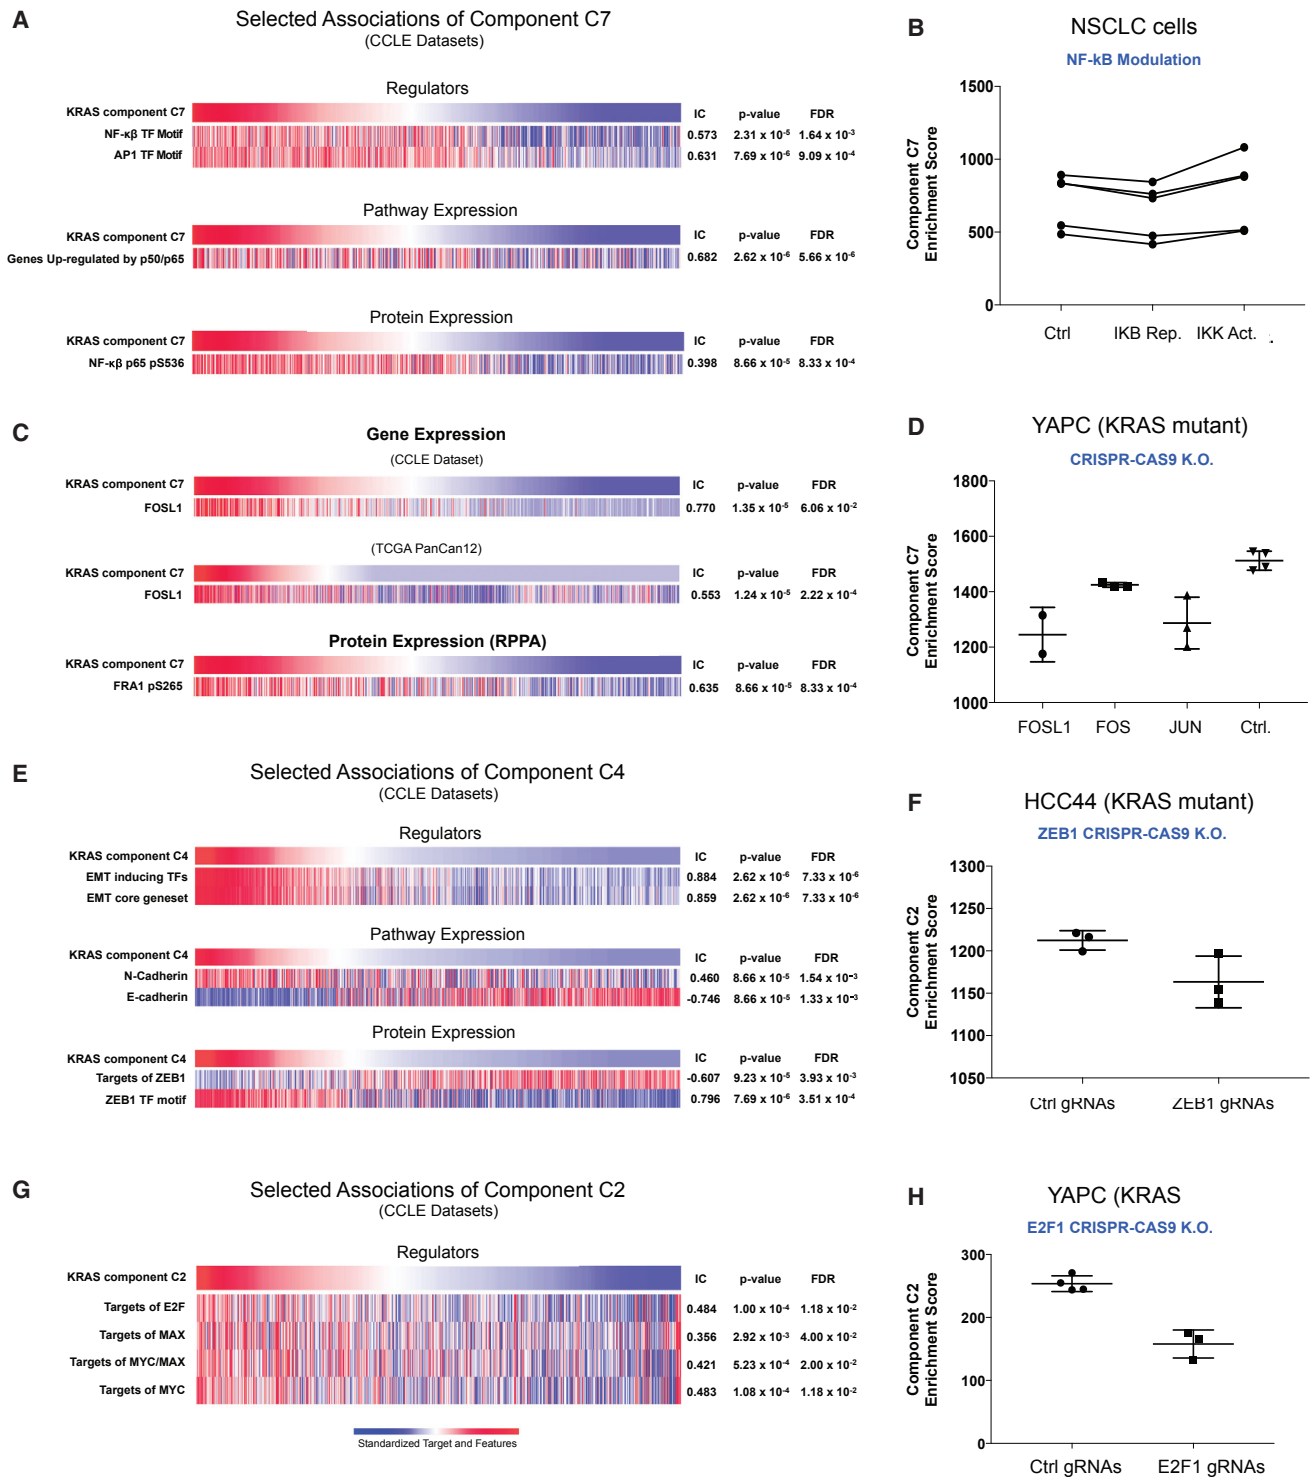 A
Selected Associations of Component C7
(CCLE Datasets)
Regulators
KRAS component C7
IC p-value FDR
NF-κβ TF Motif 0.573 2.31 x 10⁻⁵ 1.64 x 10⁻³
AP1 TF Motif 0.631 7.69 x 10⁻⁶ 9.09 x 10⁻⁴
Pathway Expression
KRAS component C7 IC p-value FDR
Genes Up-regulated by p50/p65 0.682 2.62 x 10⁻⁶ 5.66 x 10⁻⁶
Protein Expression
KRAS component C7 IC p-value FDR
NF-κβ p65 pS536 0.398 8.66 x 10⁻⁵ 8.33 x 10⁻⁴
B
NSCLC cells
NF-kB Modulation
Component C7
Enrichment Score
1500
1000
500
0
Ctrl IKB Rep. IKK Act.
C
Gene Expression
(CCLE Dataset)
KRAS component C7 IC p-value FDR
FOSL1 0.770 1.35 x 10⁻⁵ 6.06 x 10⁻²
(TCGA PanCan12)
KRAS component C7 IC p-value FDR
FOSL1 0.553 1.24 x 10⁻⁵ 2.22 x 10⁻⁴
Protein Expression (RPPA)
KRAS component C7 IC p-value FDR
FRA1 pS265 0.635 8.66 x 10⁻⁵ 8.33 x 10⁻⁴
D
YAPC (KRAS mutant)
CRISPR-CAS9 K.O.
Component C7
Enrichment Score
1800
1600
1400
1200
1000
FOSL1 FOS JUN Ctrl.
E
Selected Associations of Component C4
(CCLE Datasets)
Regulators
KRAS component C4 IC p-value FDR
EMT inducing TFs 0.884 2.62 x 10⁻⁶ 7.33 x 10⁻⁶
EMT core geneset 0.859 2.62 x 10⁻⁶ 7.33 x 10⁻⁶
Pathway Expression
KRAS component C4 IC p-value FDR
N-Cadherin 0.460 8.66 x 10⁻⁵ 1.54 x 10⁻³
E-cadherin -0.746 8.66 x 10⁻⁵ 1.33 x 10⁻³
Protein Expression
KRAS component C4 IC p-value FDR
Targets of ZEB1 -0.607 9.23 x 10⁻⁵ 3.93 x 10⁻³
ZEB1 TF motif 0.796 7.69 x 10⁻⁶ 3.51 x 10⁻⁴
F
HCC44 (KRAS mutant)
ZEB1 CRISPR-CAS9 K.O.
Component C2
Enrichment Score
1300
1250
1200
1150
1100
1050
Ctrl gRNAs ZEB1 gRNAs
G
Selected Associations of Component C2
(CCLE Datasets)
Regulators
KRAS component C2 IC p-value FDR
Targets of E2F 0.484 1.00 x 10⁻⁴ 1.18 x 10⁻²
Targets of MAX 0.356 2.92 x 10⁻³ 4.00 x 10⁻²
Targets of MYC/MAX 0.421 5.23 x 10⁻⁴ 2.00 x 10⁻²
Targets of MYC 0.483 1.08 x 10⁻⁴ 1.18 x 10⁻²
Standardized Target and Features
H
YAPC (KRAS
E2F1 CRISPR-CAS9 K.O.
Component C2
Enrichment Score
300
200
100
0
Ctrl gRNAs E2F1 gRNAs